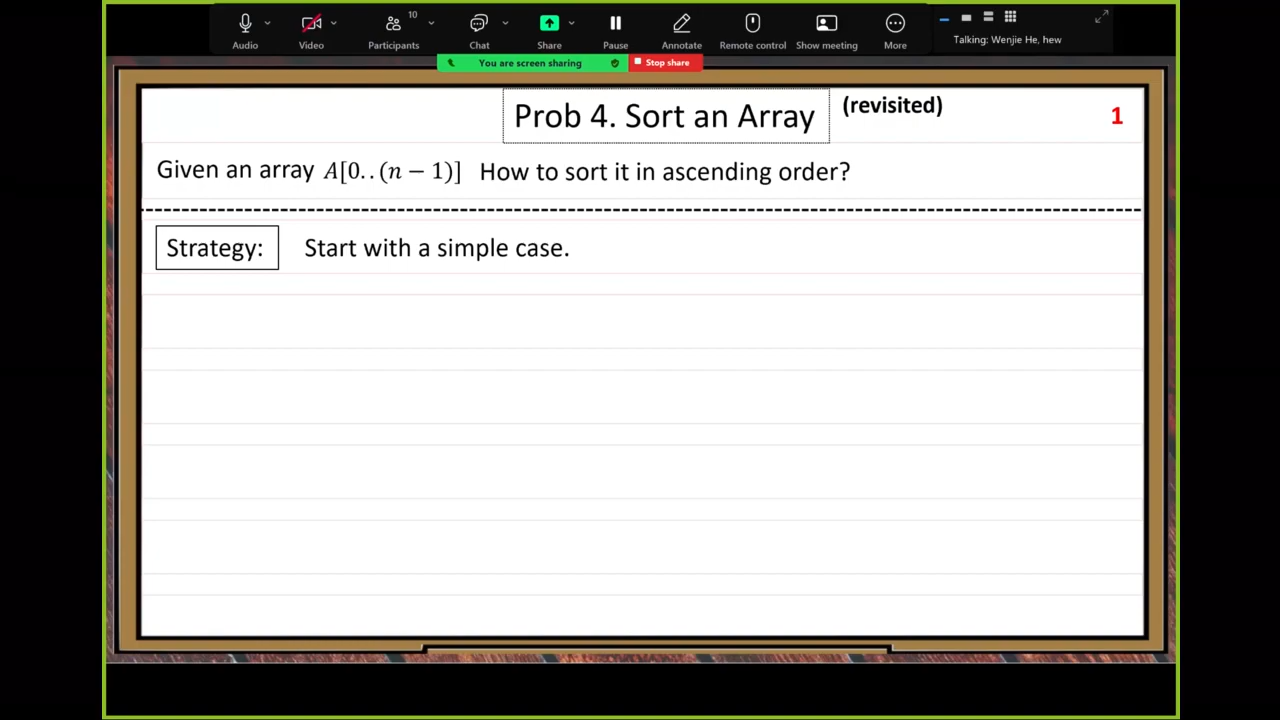 10
Audio Video Participants Chat Share Pause Annotate Remote control Show meeting More
Talking: Wenjie He, hew
You are screen sharing Stop share
Prob 4. Sort an Array (revisited) 1
Given an array A[0..(n − 1)] How to sort it in ascending order?
Strategy: Start with a simple case.